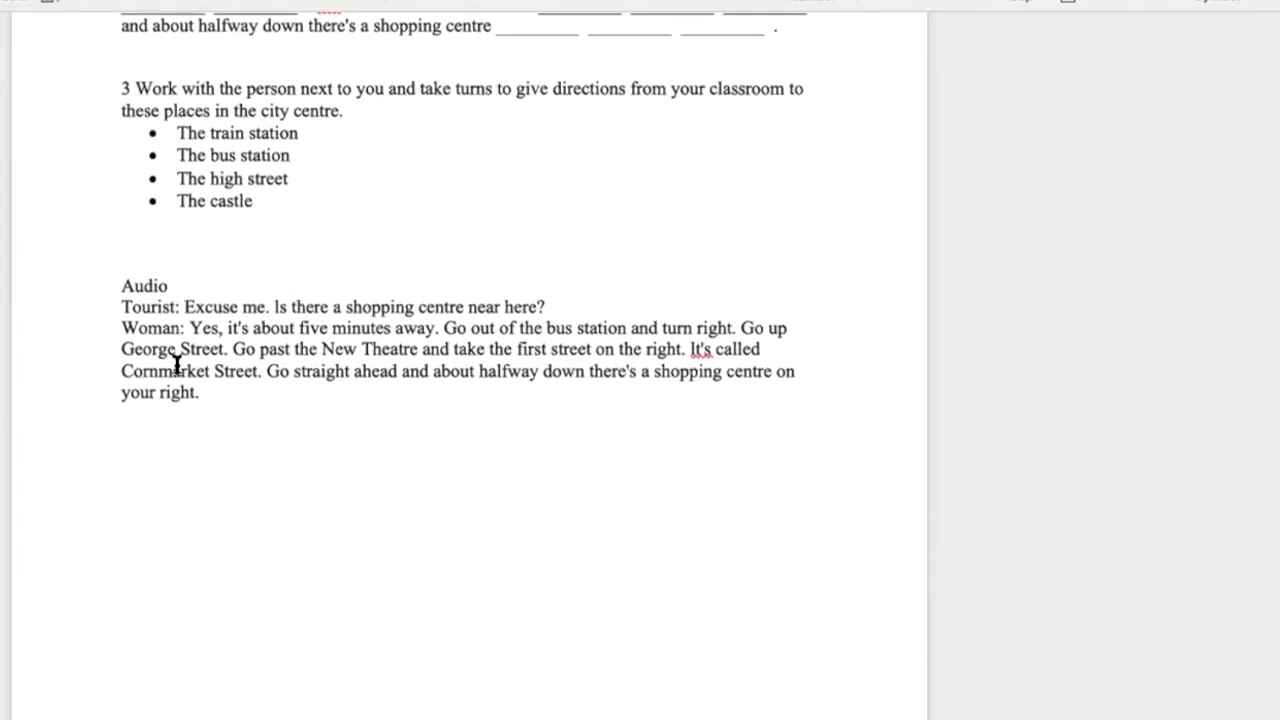 and about halfway down there's a shopping centre _________ _________ _________ .
3 Work with the person next to you and take turns to give directions from your classroom to
these places in the city centre.
• The train station
• The bus station
• The high street
• The castle
Audio
Tourist: Excuse me. Is there a shopping centre near here?
Woman: Yes, it's about five minutes away. Go out of the bus station and turn right. Go up
George Street. Go past the New Theatre and take the first street on the right. It's called
Cornmarket Street. Go straight ahead and about halfway down there's a shopping centre on
your right.